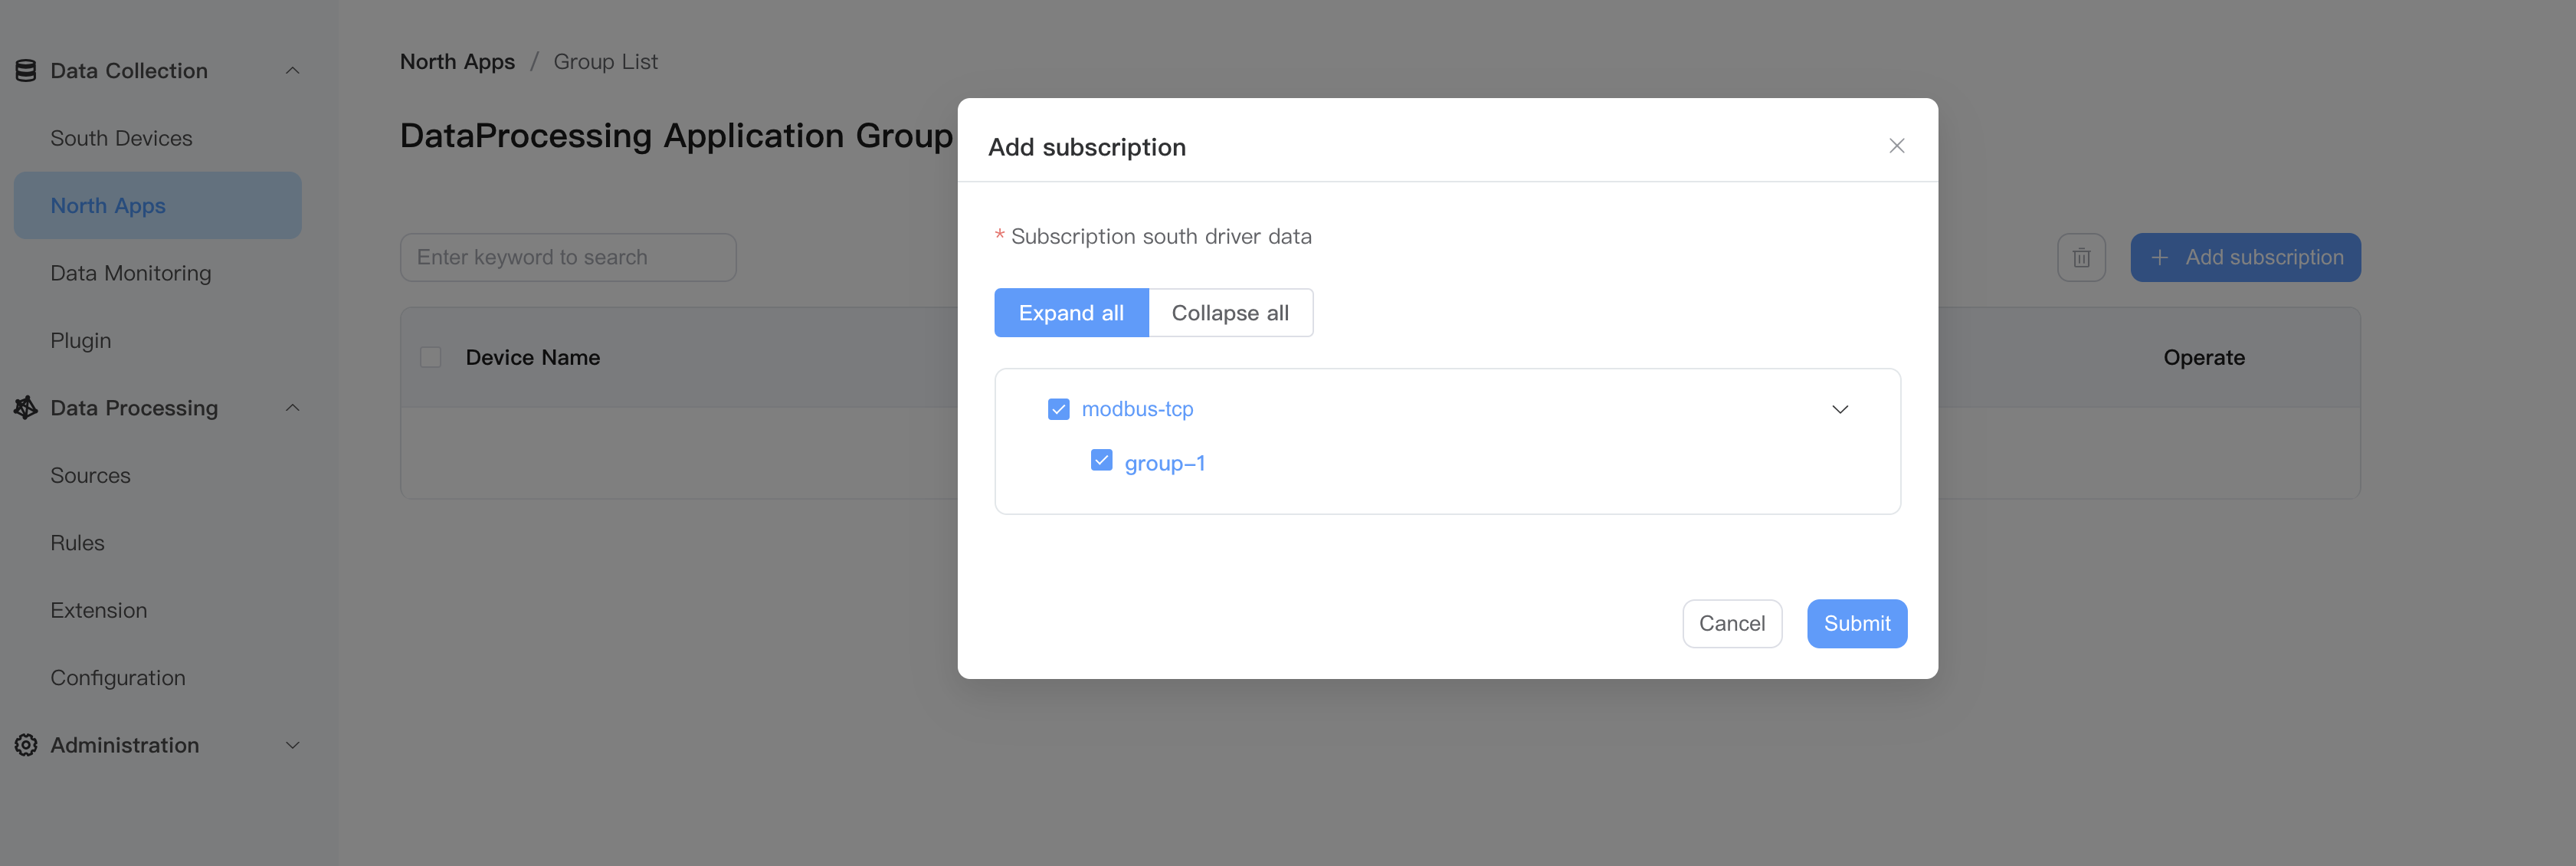 Data Collection
South Devices
North Apps
Data Monitoring
Plugin
Data Processing
Sources
Rules
Extension
Configuration
Administration
North Apps / Group List
DataProcessing Application Group
Enter keyword to search
+ Add subscription
Device Name
Operate
Add subscription
* Subscription south driver data
Expand all
Collapse all
modbus-tcp
group-1
Cancel
Submit